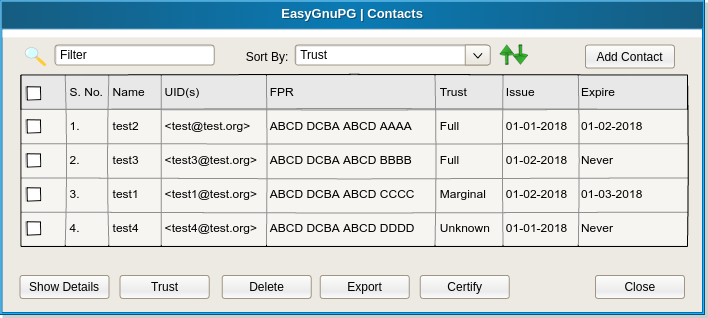 EasyGnuPG | Contacts
Filter Sort By: Trust Add Contact
S. No. Name UID(s) FPR Trust Issue Expire
1. test2 <test@test.org> ABCD DCBA ABCD AAAA Full 01-01-2018 01-02-2018
2. test3 <test3@test.org> ABCD DCBA ABCD BBBB Full 01-02-2018 Never
3. test1 <test1@test.org> ABCD DCBA ABCD CCCC Marginal 01-02-2018 01-03-2018
4. test4 <test4@test.org> ABCD DCBA ABCD DDDD Unknown 01-01-2018 Never
Show Details Trust Delete Export Certify Close